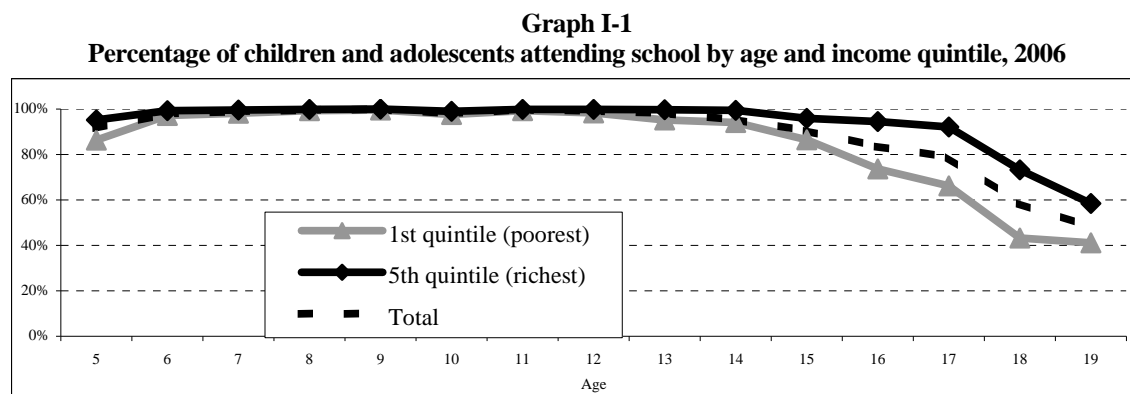 Graph I-1
Percentage of children and adolescents attending school by age and income quintile, 2006
100%
80%
60%
40%
20%
0%
1st quintile (poorest)
5th quintile (richest)
Total
5 6 7 8 9 10 11 12 13 14 15 16 17 18 19
Age